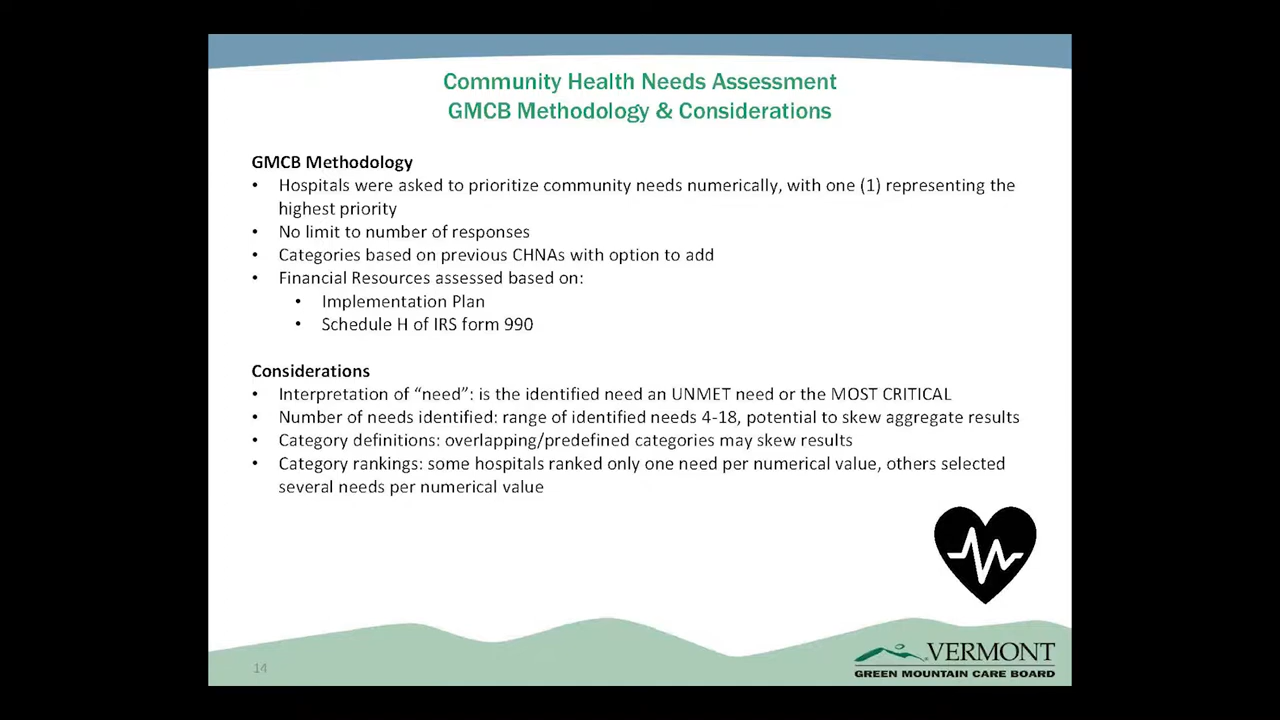 Community Health Needs Assessment
GMCB Methodology & Considerations
GMCB Methodology
• Hospitals were asked to prioritize community needs numerically, with one (1) representing the
highest priority
• No limit to number of responses
• Categories based on previous CHNAs with option to add
• Financial Resources assessed based on:
• Implementation Plan
• Schedule H of IRS form 990
Considerations
• Interpretation of “need”: is the identified need an UNMET need or the MOST CRITICAL
• Number of needs identified: range of identified needs 4-18, potential to skew aggregate results
• Category definitions: overlapping/predefined categories may skew results
• Category rankings: some hospitals ranked only one need per numerical value, others selected
several needs per numerical value
14
VERMONT
GREEN MOUNTAIN CARE BOARD